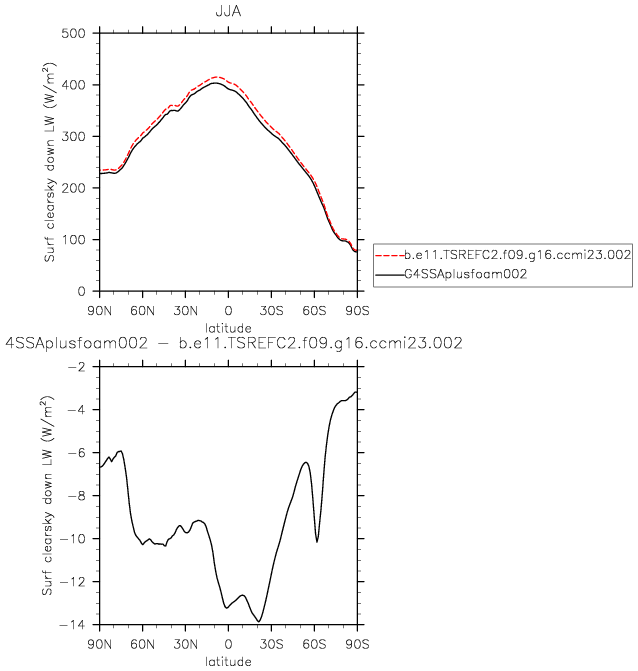 JJA
Surf clearsky down LW (W/m²)
500
400
300
200
100
0
90N 60N 30N 0 30S 60S 90S
latitude
b.e11.TSREFC2.f09.g16.ccmi23.002
G4SSAplusfoam002
4SSAplusfoam002 – b.e11.TSREFC2.f09.g16.ccmi23.002
Surf clearsky down LW (W/m²)
−2
−4
−6
−8
−10
−12
−14
90N 60N 30N 0 30S 60S 90S
latitude